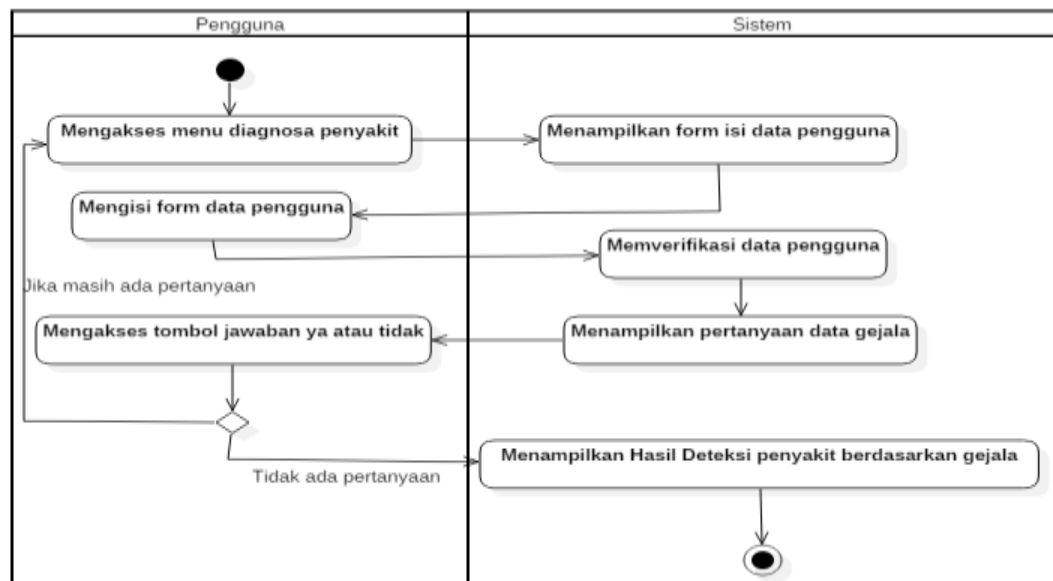 Pengguna
Sistem
Mengakses menu diagnosa penyakit
Menampilkan form isi data pengguna
Mengisi form data pengguna
Memverifikasi data pengguna
Jika masih ada pertanyaan
Mengakses tombol jawaban ya atau tidak
Menampilkan pertanyaan data gejala
Menampilkan Hasil Deteksi penyakit berdasarkan gejala
Tidak ada pertanyaan